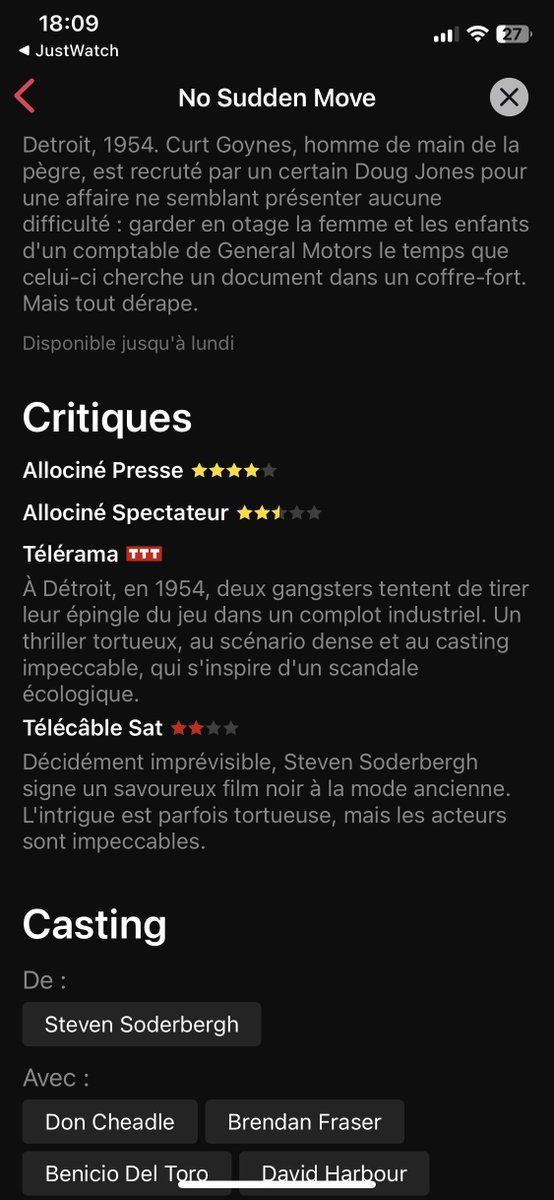 18:09
27
◀ JustWatch
No Sudden Move
Detroit, 1954. Curt Goynes, homme de main de la
pègre, est recruté par un certain Doug Jones pour
une affaire ne semblant présenter aucune
difficulté : garder en otage la femme et les enfants
d'un comptable de General Motors le temps que
celui-ci cherche un document dans un coffre-fort.
Mais tout dérape.
Disponible jusqu'à lundi
Critiques
Allociné Presse
Allociné Spectateur
Télérama TTT
À Détroit, en 1954, deux gangsters tentent de tirer
leur épingle du jeu dans un complot industriel. Un
thriller tortueux, au scénario dense et au casting
impeccable, qui s'inspire d'un scandale
écologique.
Télécâble Sat
Décidément imprévisible, Steven Soderbergh
signe un savoureux film noir à la mode ancienne.
L'intrigue est parfois tortueuse, mais les acteurs
sont impeccables.
Casting
De :
Steven Soderbergh
Avec :
Don Cheadle Brendan Fraser
Benicio Del Toro David Harbour